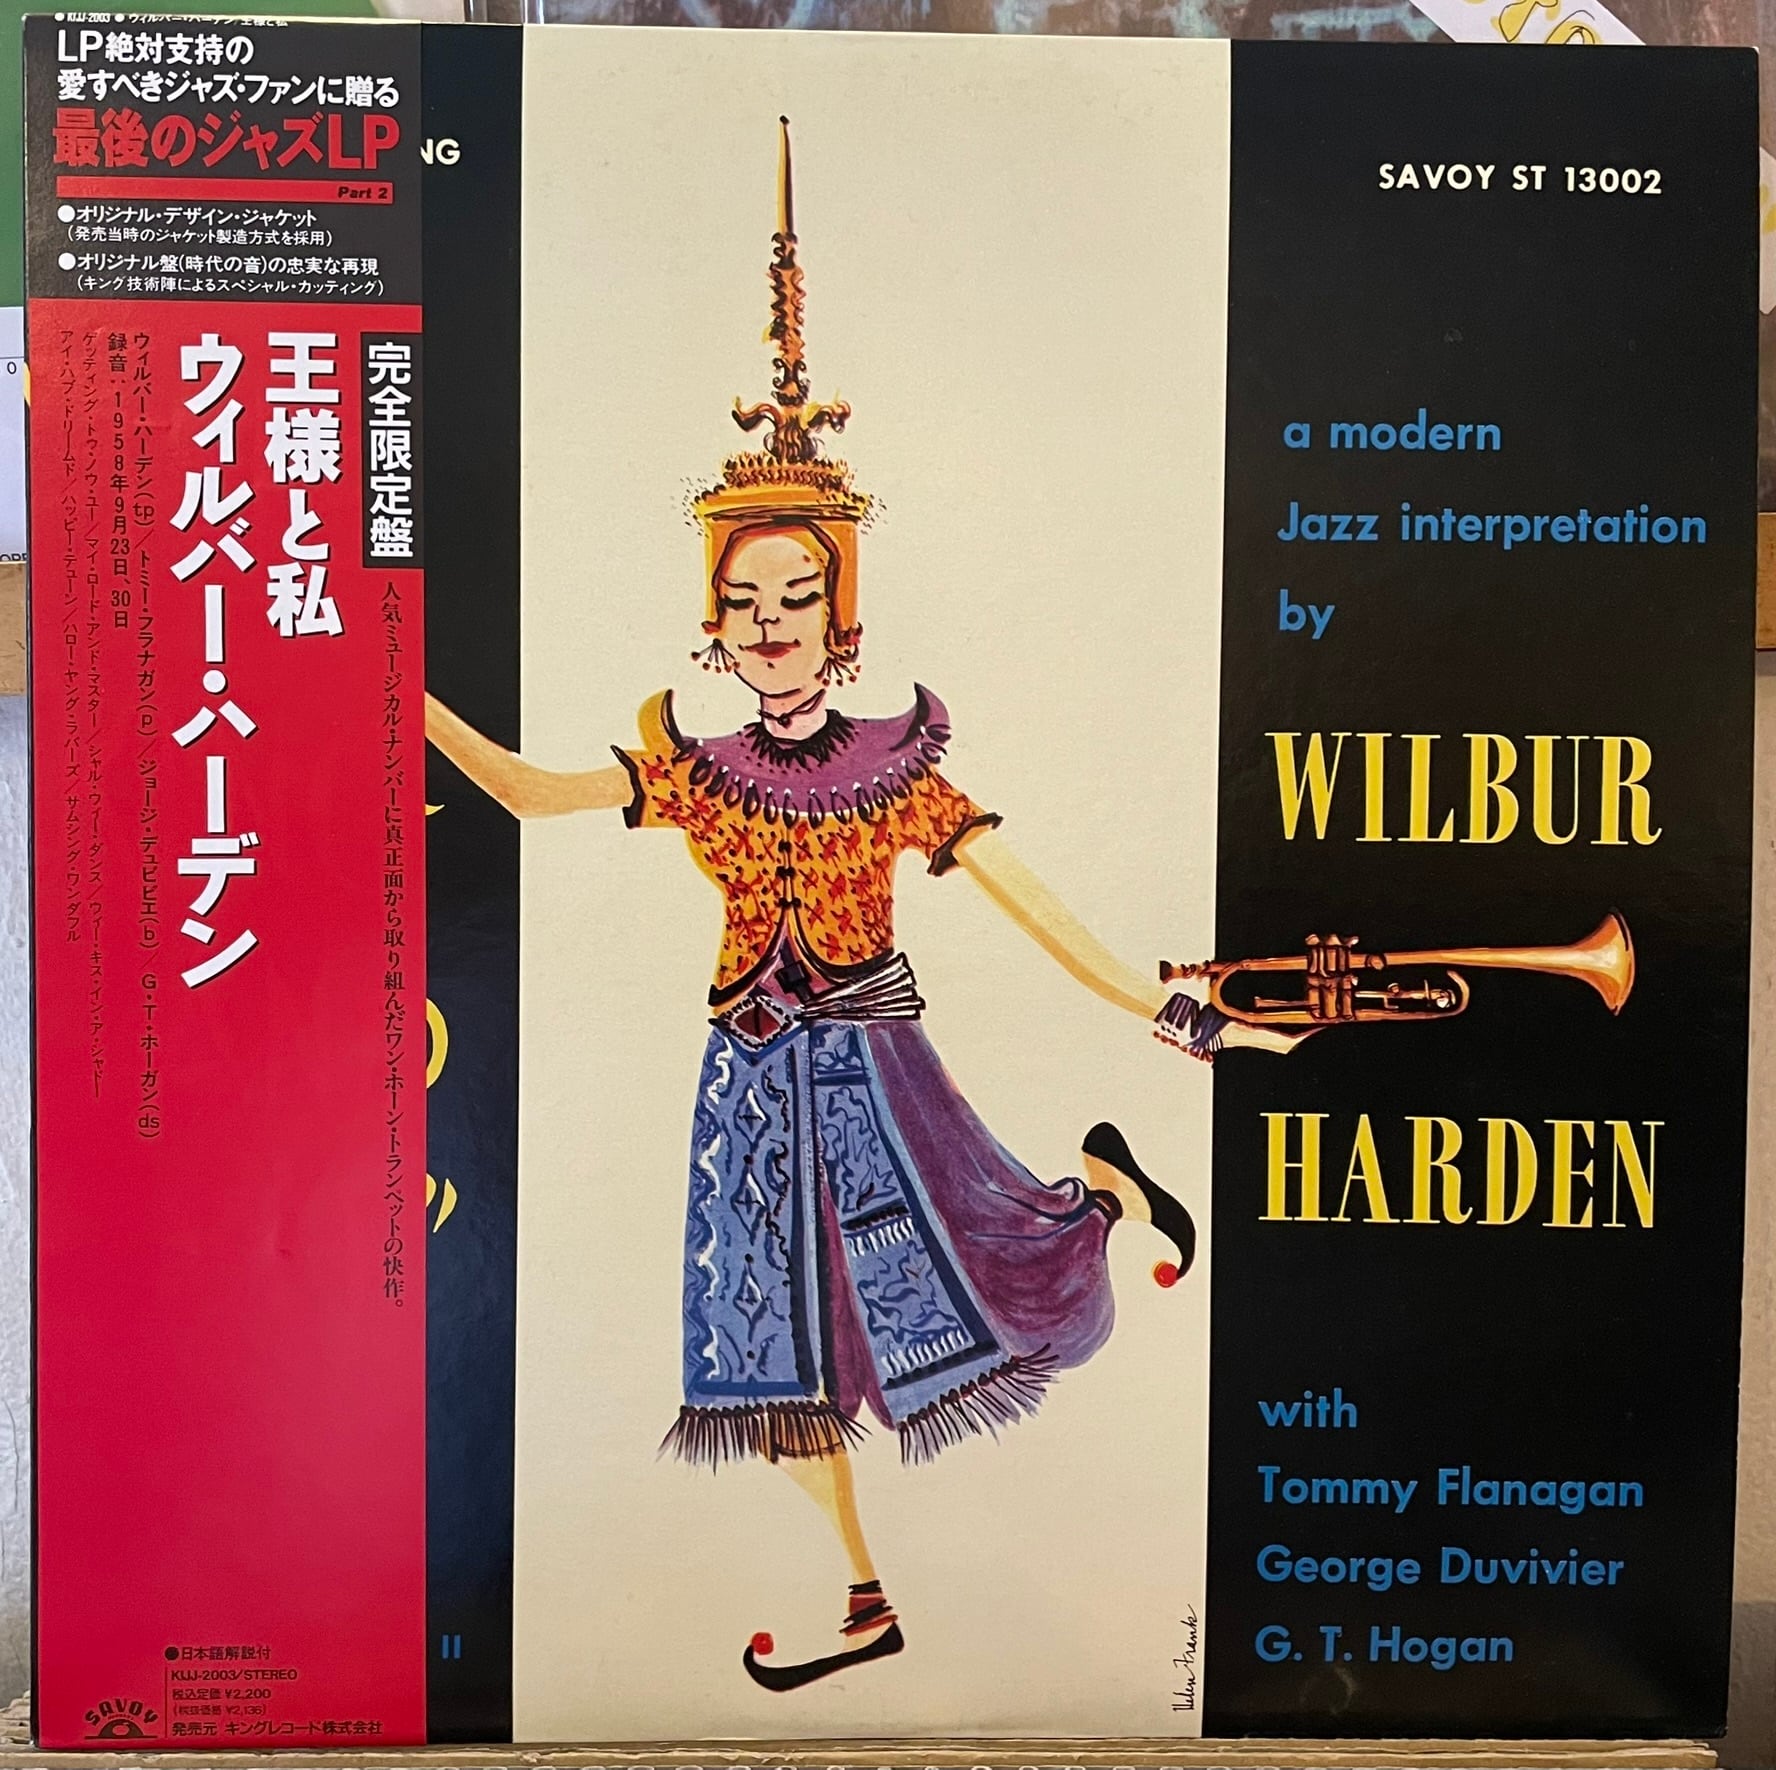 LP絶対支持の
愛すべきジャズ・ファンに贈る
最後のジャズLP
Part 2
●オリジナル・デザイン・ジャケット
(発売当時のジャケット製造方式を採用)
●オリジナル盤(時代の音)の忠実な再現
(キング技術陣によるスペシャル・カッティング)
完全限定盤
人気ミュージカル・ナンバーに真正面から取り組んだワン・ホーン・トランペットの快作。
王様と私
ウィルバー・ハーデン
ウィルバー・ハーデン(tp)/トミー・フラナガン(p)/ジョージ・デュビビエ(b)/G・T・ホーガン(ds)
録音:1958年9月23日、30日
ゲッティング・トゥ・ノウ・ユー/マイ・ロード・アンド・マスター/シャル・ウィー・ダンス/ウィー・キス・イン・ア・シャドー
アイ・ハブ・ドリームド/ハッピー・テューン/ハロー・ヤング・ラバーズ/サムシング・ワンダフル
●日本語解説付
KIJJ-2003/STEREO
税込定価 ¥2,200
(税抜価格 ¥2,136)
発売元 キングレコード株式会社
SAVOY
NG
II
SAVOY ST 13002
a modern
Jazz interpretation
by
WILBUR
HARDEN
with
Tommy Flanagan
George Duvivier
G. T. Hogan
Helen Frank